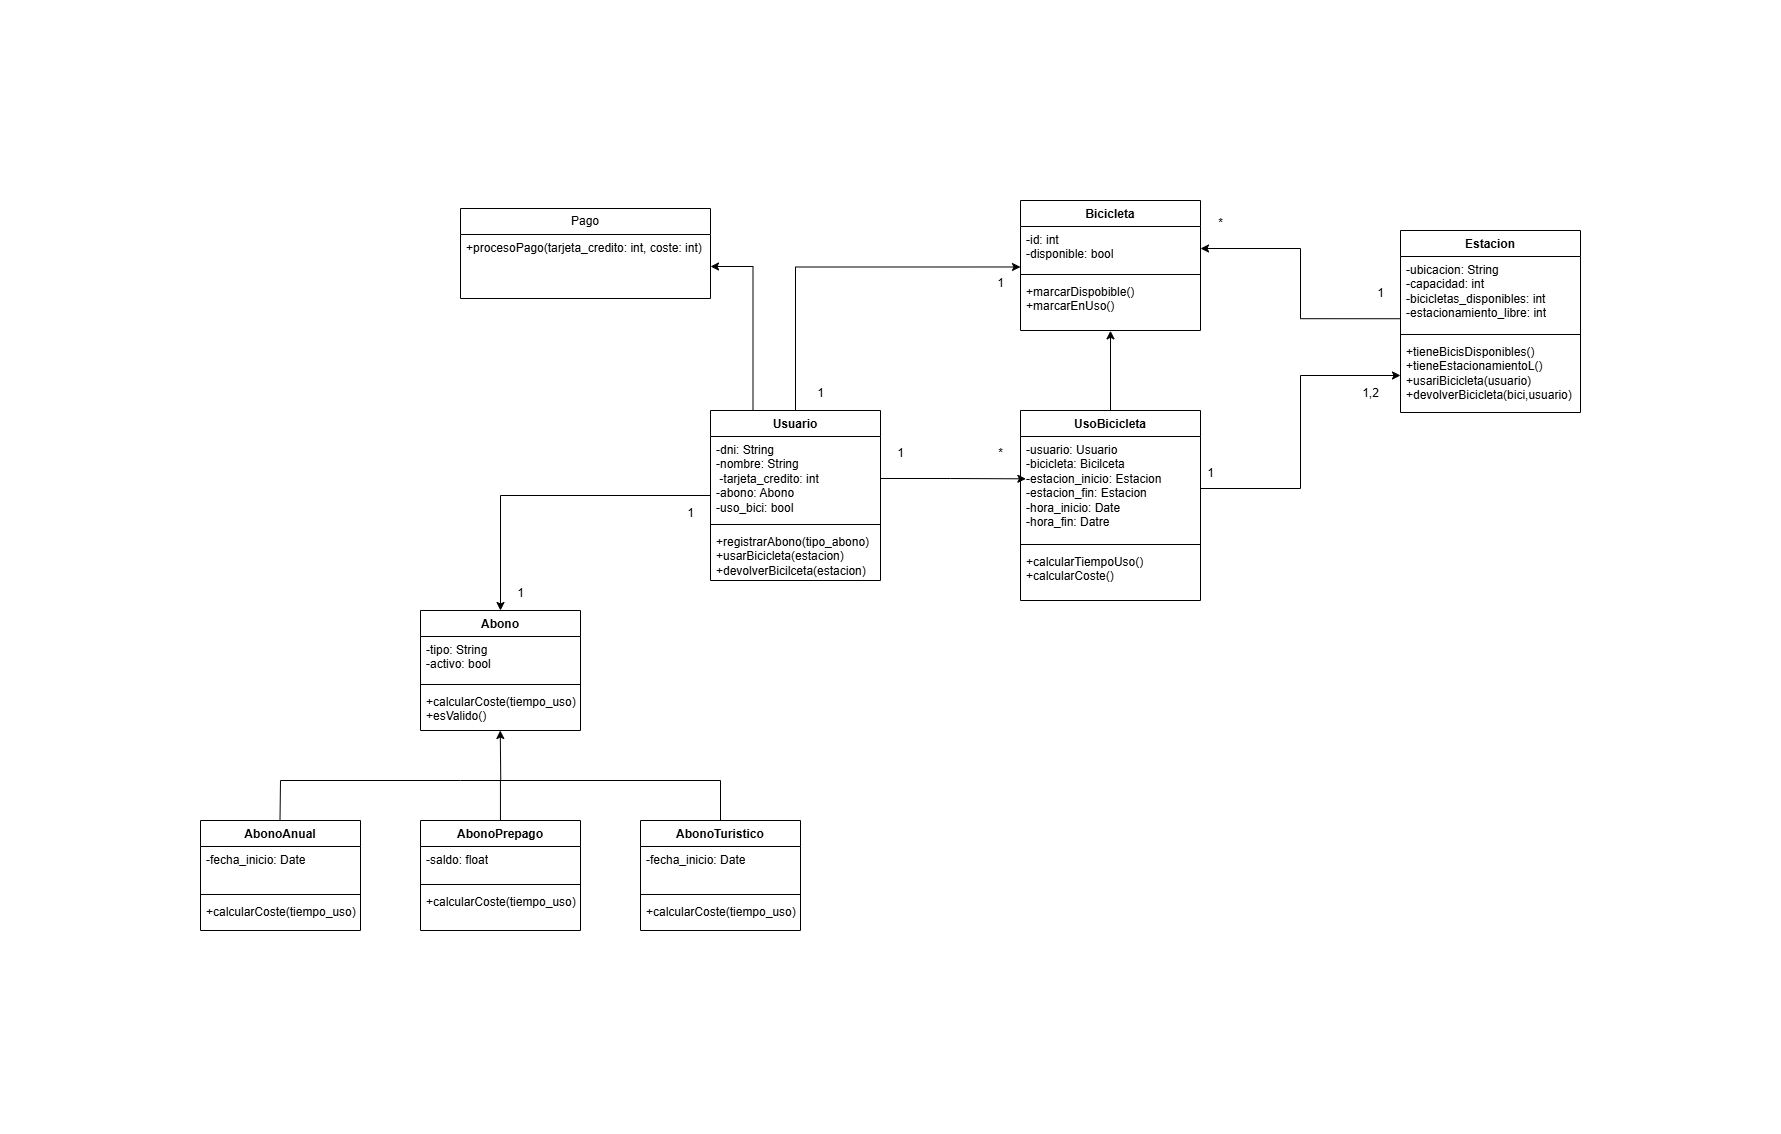 Pago
+procesoPago(tarjeta_credito: int, coste: int)
Bicicleta
-id: int
-disponible: bool
+marcarDispobible()
+marcarEnUso()
*
1
1
1
Estacion
-ubicacion: String
-capacidad: int
-bicicletas_disponibles: int
-estacionamiento_libre: int
+tieneBicisDisponibles()
+tieneEstacionamientoL()
+usariBicicleta(usuario)
+devolverBicicleta(bici,usuario)
1,2
Usuario
-dni: String
-nombre: String
-tarjeta_credito: int
-abono: Abono
-uso_bici: bool
+registrarAbono(tipo_abono)
+usarBicicleta(estacion)
+devolverBicilceta(estacion)
1
*
UsoBicicleta
-usuario: Usuario
-bicicleta: Bicilceta
-estacion_inicio: Estacion
-estacion_fin: Estacion
-hora_inicio: Date
-hora_fin: Datre
+calcularTiempoUso()
+calcularCoste()
1
1
1
Abono
-tipo: String
-activo: bool
+calcularCoste(tiempo_uso)
+esValido()
AbonoAnual
-fecha_inicio: Date
+calcularCoste(tiempo_uso)
AbonoPrepago
-saldo: float
+calcularCoste(tiempo_uso)
AbonoTuristico
-fecha_inicio: Date
+calcularCoste(tiempo_uso)